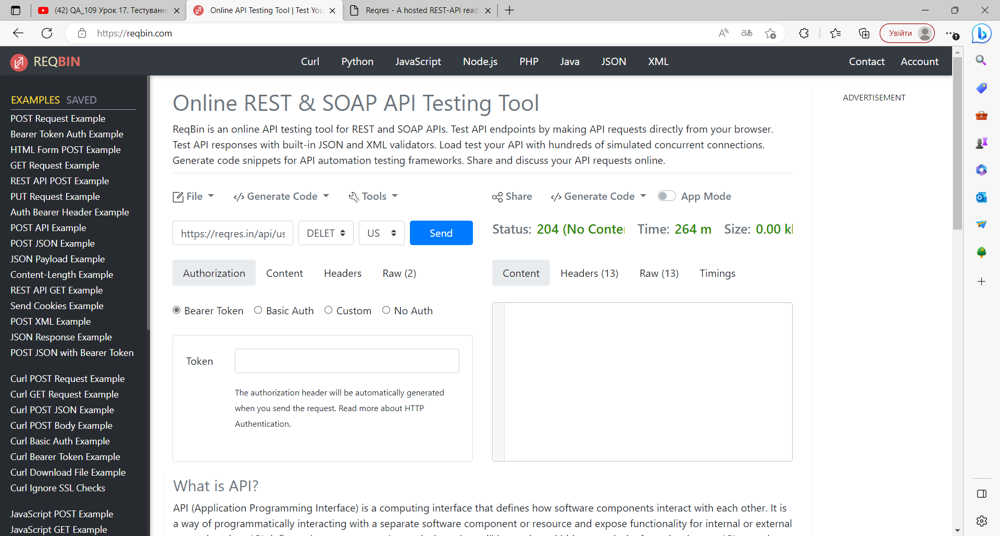 (42) QA_109 Урок 17. Тестуванн
Online API Testing Tool | Test You
Reqres - A hosted REST-API read
https://reqbin.com
Увійти
REQBIN
Curl
Python
JavaScript
Node.js
PHP
Java
JSON
XML
Contact
Account
EXAMPLES SAVED
POST Request Example
Bearer Token Auth Example
HTML Form POST Example
GET Request Example
REST API POST Example
PUT Request Example
Auth Bearer Header Example
POST API Example
POST JSON Example
JSON Payload Example
Content-Length Example
REST API GET Example
Send Cookies Example
POST XML Example
JSON Response Example
POST JSON with Bearer Token
Curl POST Request Example
Curl GET Request Example
Curl POST JSON Example
Curl POST Body Example
Curl Basic Auth Example
Curl Bearer Token Example
Curl Download File Example
Curl Ignore SSL Checks
JavaScript POST Example
JavaScript GET Example
Online REST & SOAP API Testing Tool
ReqBin is an online API testing tool for REST and SOAP APIs. Test API endpoints by making API requests directly from your browser.
Test API responses with built-in JSON and XML validators. Load test your API with hundreds of simulated concurrent connections.
Generate code snippets for API automation testing frameworks. Share and discuss your API requests online.
File
Generate Code
Tools
https://reqres.in/api/us
DELET
US
Send
Authorization
Content
Headers
Raw (2)
Bearer Token
Basic Auth
Custom
No Auth
Token
The authorization header will be automatically generated
when you send the request. Read more about HTTP
Authentication.
Share
Generate Code
App Mode
Status: 204 (No Conte
Time: 264 m
Size: 0.00 k
Content
Headers (13)
Raw (13)
Timings
ADVERTISEMENT
What is API?
API (Application Programming Interface) is a computing interface that defines how software components interact with each other. It is
a way of programmatically interacting with a separate software component or resource and expose functionality for internal or external